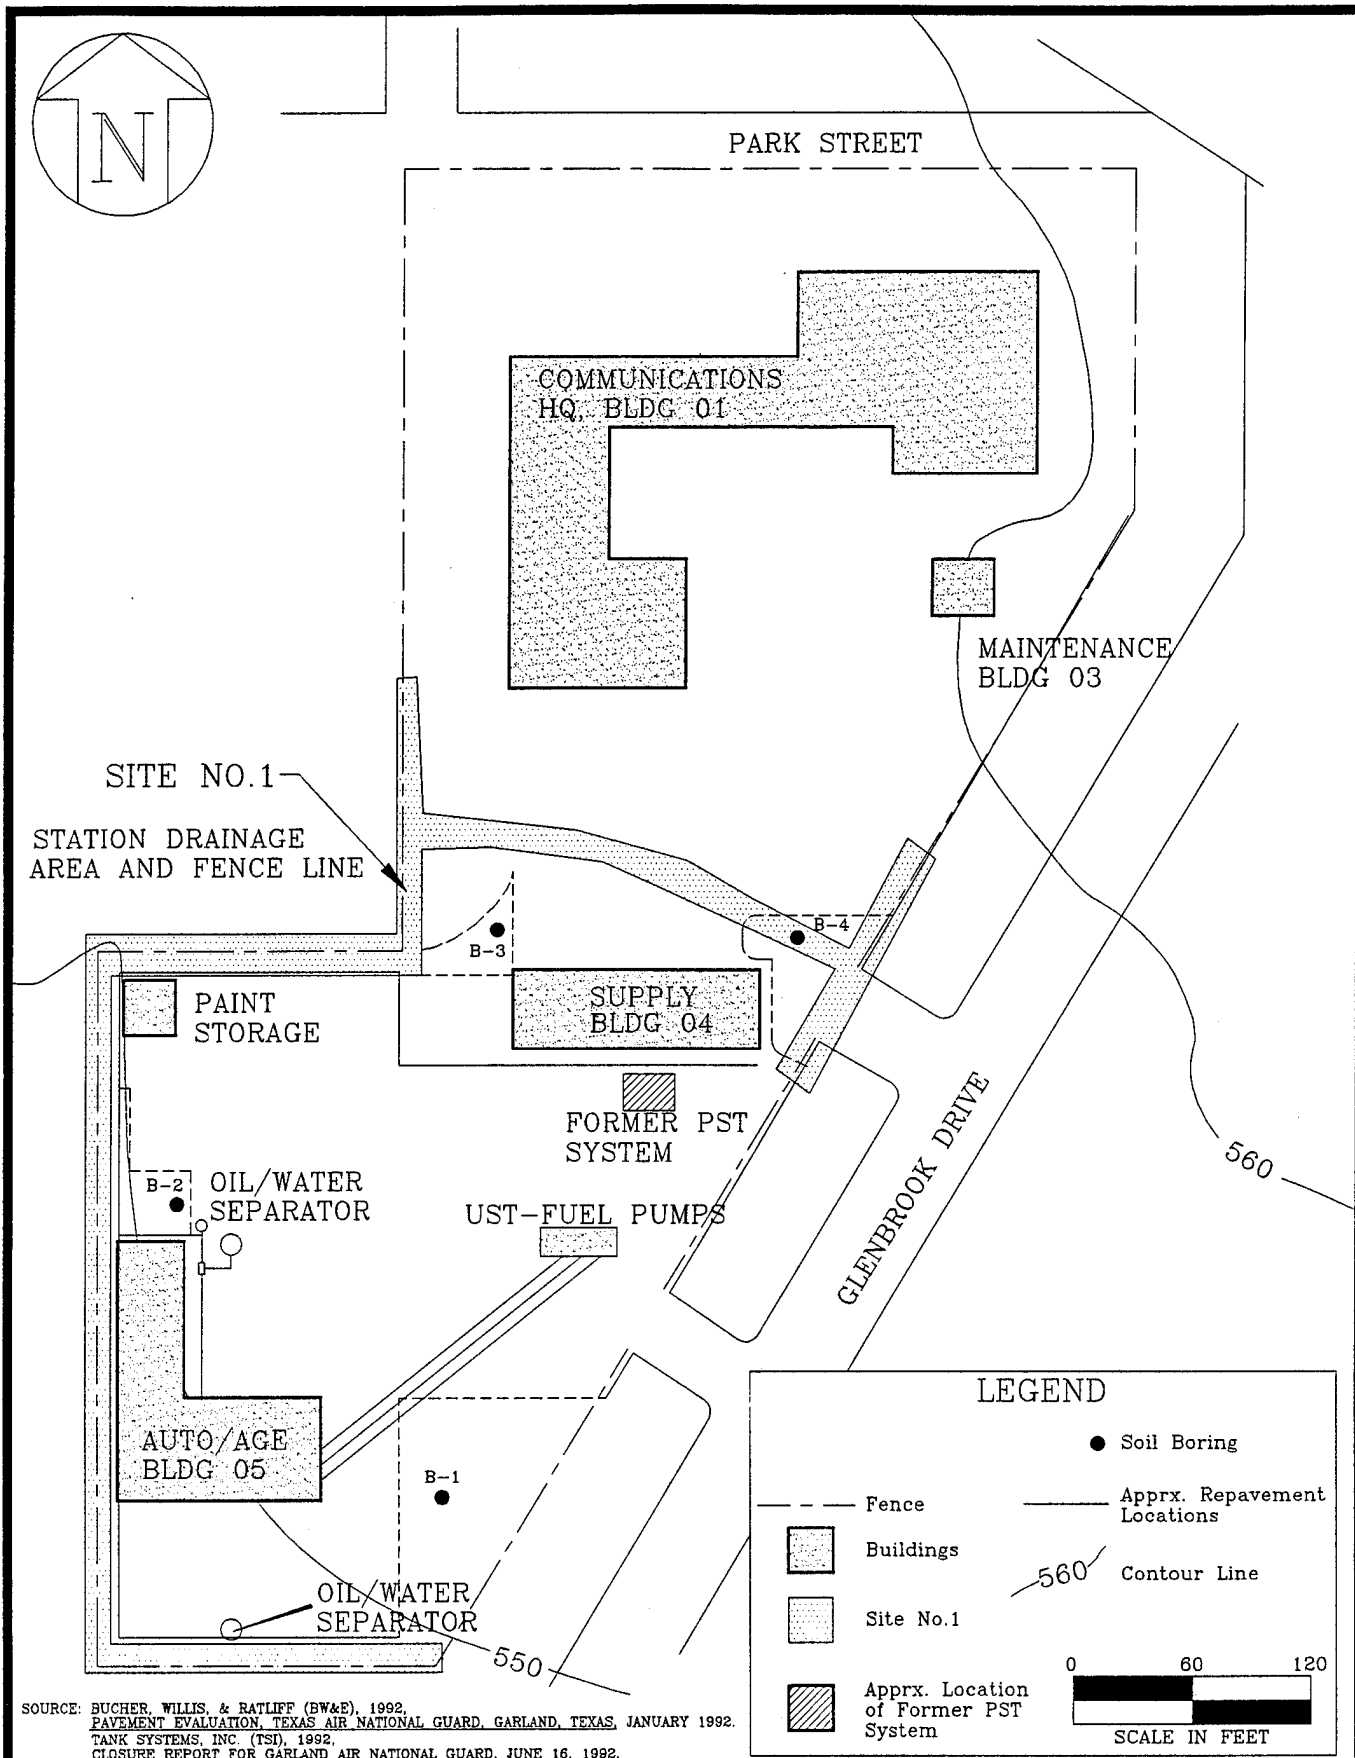 N
PARK STREET
COMMUNICATIONS
HQ, BLDG 01
MAINTENANCE
BLDG 03
SITE NO.1
STATION DRAINAGE
AREA AND FENCE LINE
B-3
B-4
PAINT
STORAGE
SUPPLY
BLDG 04
FORMER PST
SYSTEM
B-2
OIL/WATER
SEPARATOR
UST-FUEL PUMPS
GLENBROOK DRIVE
560
AUTO/AGE
BLDG 05
B-1
OIL/WATER
SEPARATOR
550
LEGEND
Soil Boring
Fence
Apprx. Repavement
Locations
Buildings
560
Contour Line
Site No.1
Apprx. Location
of Former PST
System
0 60 120
SCALE IN FEET
SOURCE: BUCHER, WILLIS, & RATLIFF (BW&E), 1992,
PAVEMENT EVALUATION, TEXAS AIR NATIONAL GUARD, GARLAND, TEXAS, JANUARY 1992.
TANK SYSTEMS, INC. (TSI), 1992,
CLOSURE REPORT FOR GARLAND AIR NATIONAL GUARD, JUNE 16, 1992.